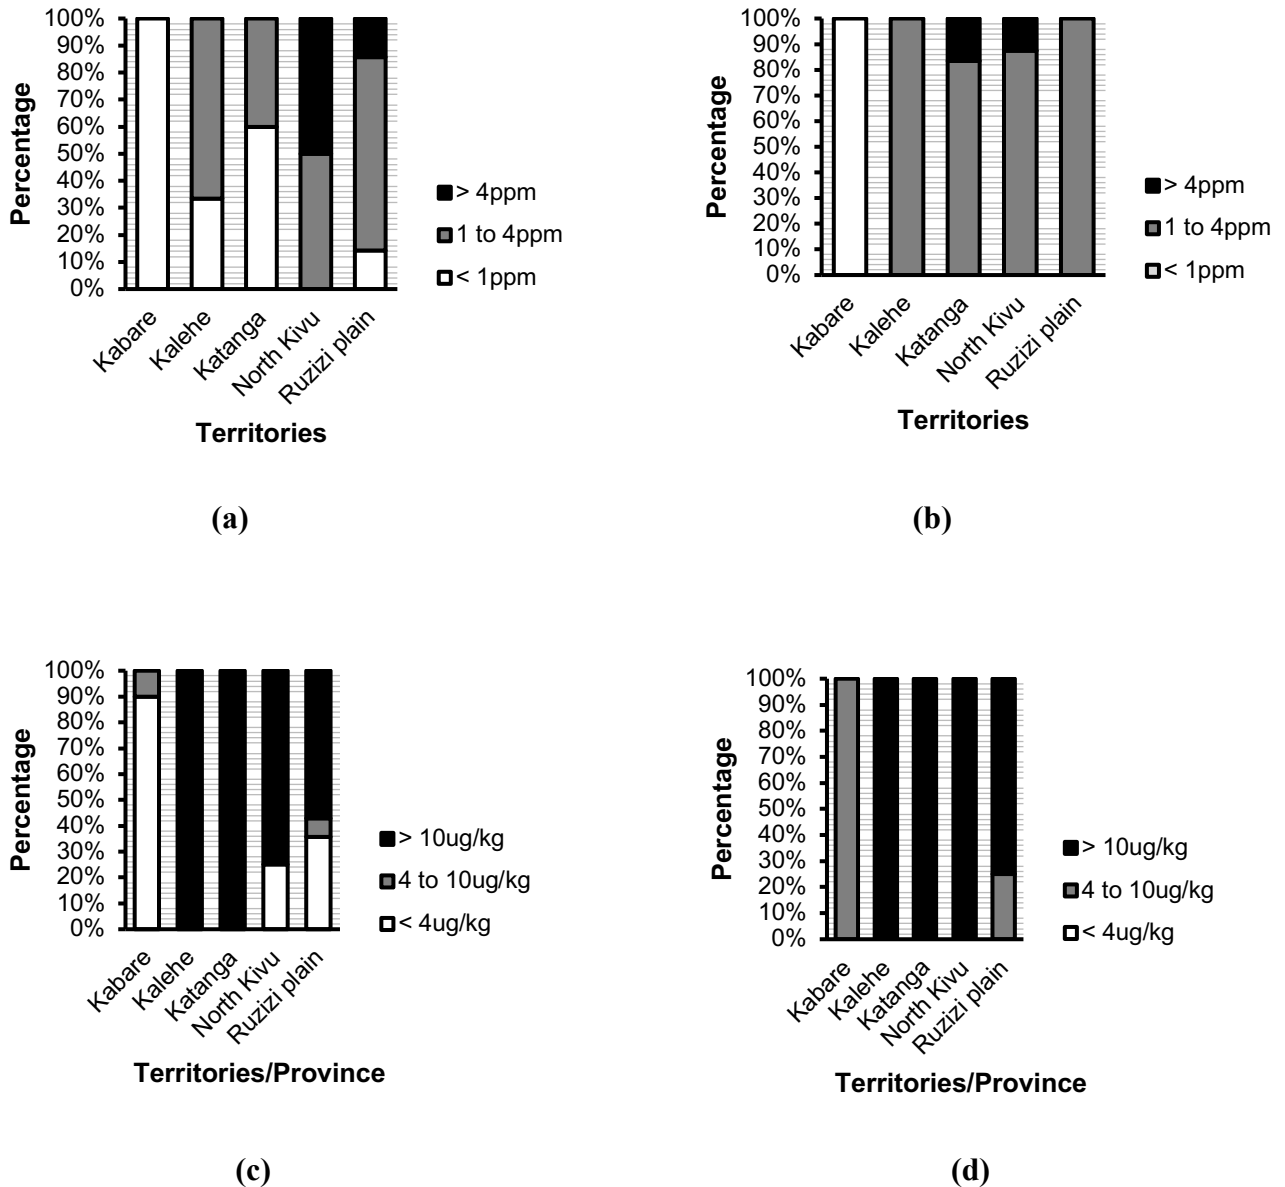 100%
90%
80%
70%
60%
50%
40%
30%
20%
10%
0%
Percentage
> 4ppm
1 to 4ppm
< 1ppm
Kabare
Kalehe
Katanga
North Kivu
Ruzizi plain
Territories
(a)
100%
90%
80%
70%
60%
50%
40%
30%
20%
10%
0%
Percentage
> 4ppm
1 to 4ppm
< 1ppm
Kabare
Kalehe
Katanga
North Kivu
Ruzizi plain
Territories
(b)
100%
90%
80%
70%
60%
50%
40%
30%
20%
10%
0%
Percentage
> 10ug/kg
4 to 10ug/kg
< 4ug/kg
Kabare
Kalehe
Katanga
North Kivu
Ruzizi plain
Territories/Province
(c)
100%
90%
80%
70%
60%
50%
40%
30%
20%
10%
0%
Percentage
> 10ug/kg
4 to 10ug/kg
< 4ug/kg
Kabare
Kalehe
Katanga
North Kivu
Ruzizi plain
Territories/Province
(d)